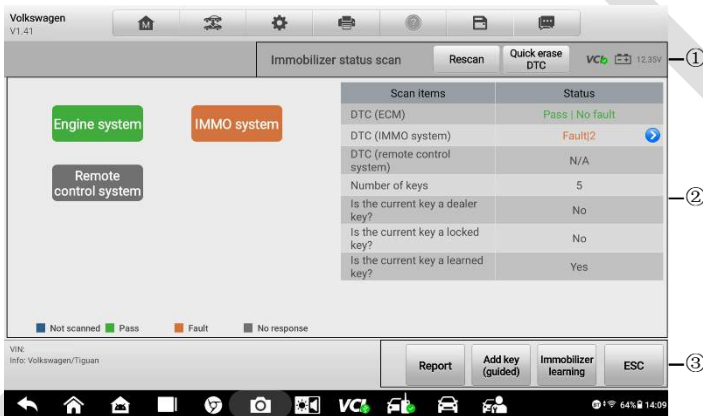 Volkswagen
V1.41
Immobilizer status scan
Rescan
Quick erase
DTC
VCI 12.35V
①
Scan items Status
Engine system
IMMO system
Remote
control system
DTC (ECM) Pass | No fault
DTC (IMMO system) Fault|2
DTC (remote control
system) N/A
Number of keys 5
Is the current key a dealer
key? No
Is the current key a locked
key? No
Is the current key a learned
key? Yes
②
Not scanned Pass Fault No response
VIN:
Info: Volkswagen/Tiguan
Report
Add key
(guided)
Immobilizer
learning
ESC
③
VCI
64% 14:09